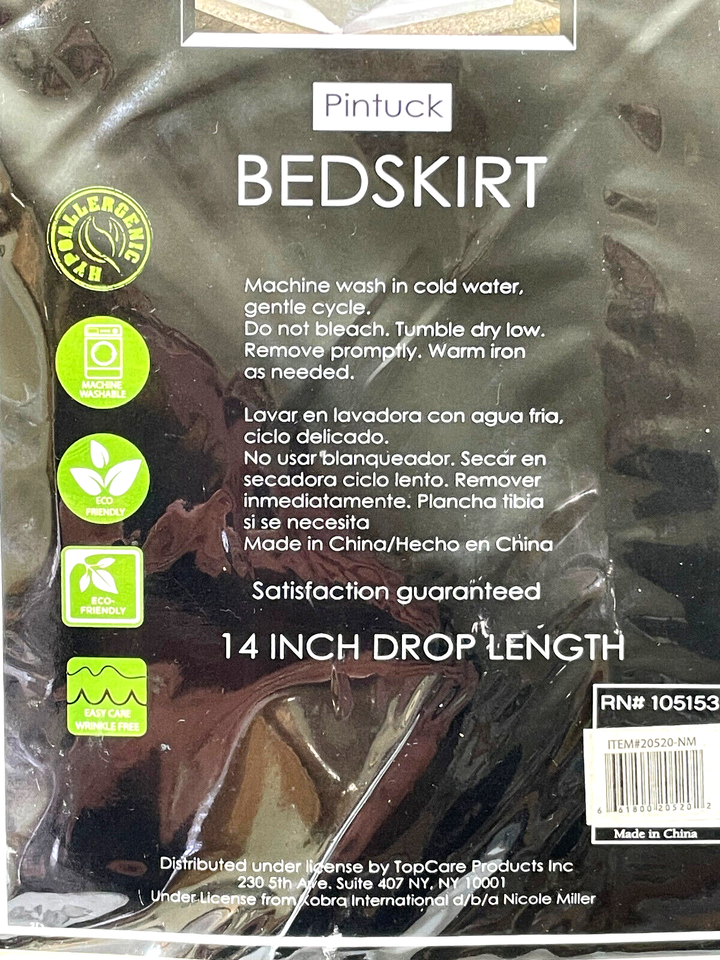 Pintuck
BEDSKIRT
HYPOALLERGENIC
MACHINE
WASHABLE
ECO
FRIENDLY
ECO-
FRIENDLY
EASY CARE
WRINKLE FREE
Machine wash in cold water,
gentle cycle.
Do not bleach. Tumble dry low.
Remove promptly. Warm iron
as needed.
Lavar en lavadora con agua fria,
ciclo delicado.
No usar blanqueador. Secar en
secadora ciclo lento. Remover
inmediatamente. Plancha tibia
si se necesita
Made in China/Hecho en China
Satisfaction guaranteed
14 INCH DROP LENGTH
RN# 105153
ITEM#20520-NM
6 61800 20520 2
Made in China
Distributed under license by TopCare Products Inc
230 5th Ave. Suite 407 NY, NY 10001
Under License from Kobra International d/b/a Nicole Miller